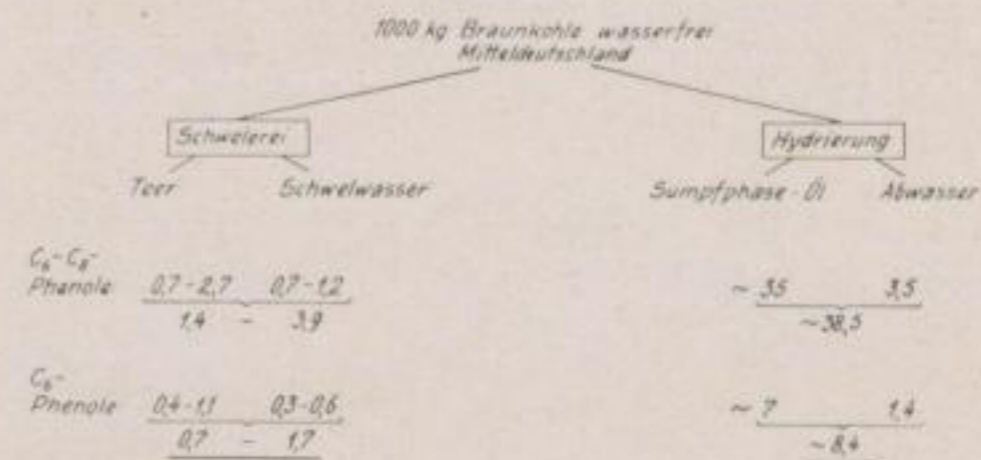 1000 kg Braunkohle wasserfrei
Mitteldeutschland
Schwelerei Hydrierung
Teer Schwelwasser Sumpfphase-Öl Abwasser
C₆-C₈-
Phenole 0,7-2,7 0,7-1,2 ~ 35 3,5
1,4 - 3,9 ~38,5
C₆-
Phenole 0,4-1,1 0,3-0,6 ~ 7 1,4
0,7 - 1,7 ~8,4